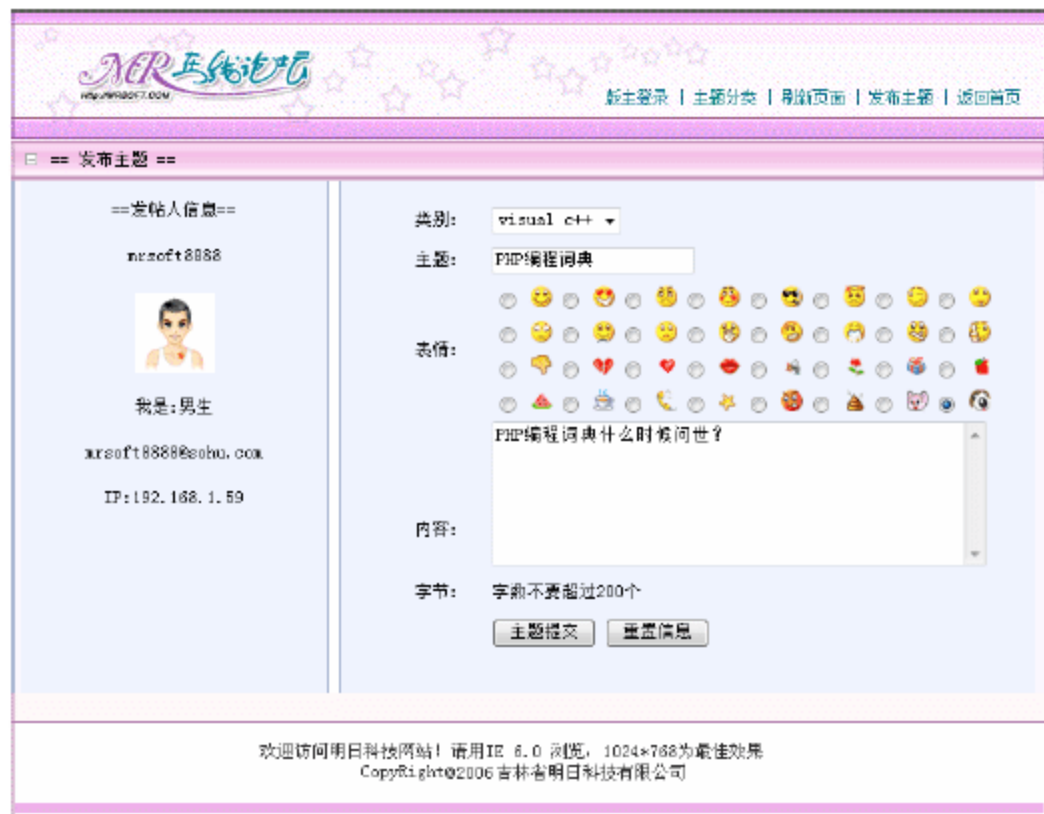 MR在线论坛
http://MRBOFT.COM
版主登录 | 主题分类 | 刷新页面 | 发布主题 | 返回首页
== 发布主题 ==
==发帖人信息==
mrsoft8888
我是:男生
mrsoft8888@sohu.com
IP:192.168.1.59
类别: visual c++
主题: PHP编程词典
表情:
内容: PHP编程词典什么时候问世?
字节: 字数不要超过200个
主题提交 重置信息
欢迎访问明日科技网站! 请用IE 6.0 浏览, 1024*768为最佳效果
CopyRight@2006吉林省明日科技有限公司